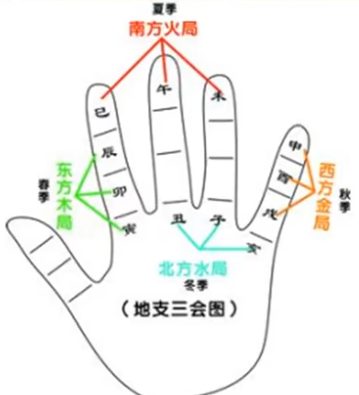 夏季
南方火局
午
巳
未
辰
申
东方木局
春季
卯
酉
西方金局
秋季
寅
丑
子
戌
亥
北方水局
冬季
（地支三会图）